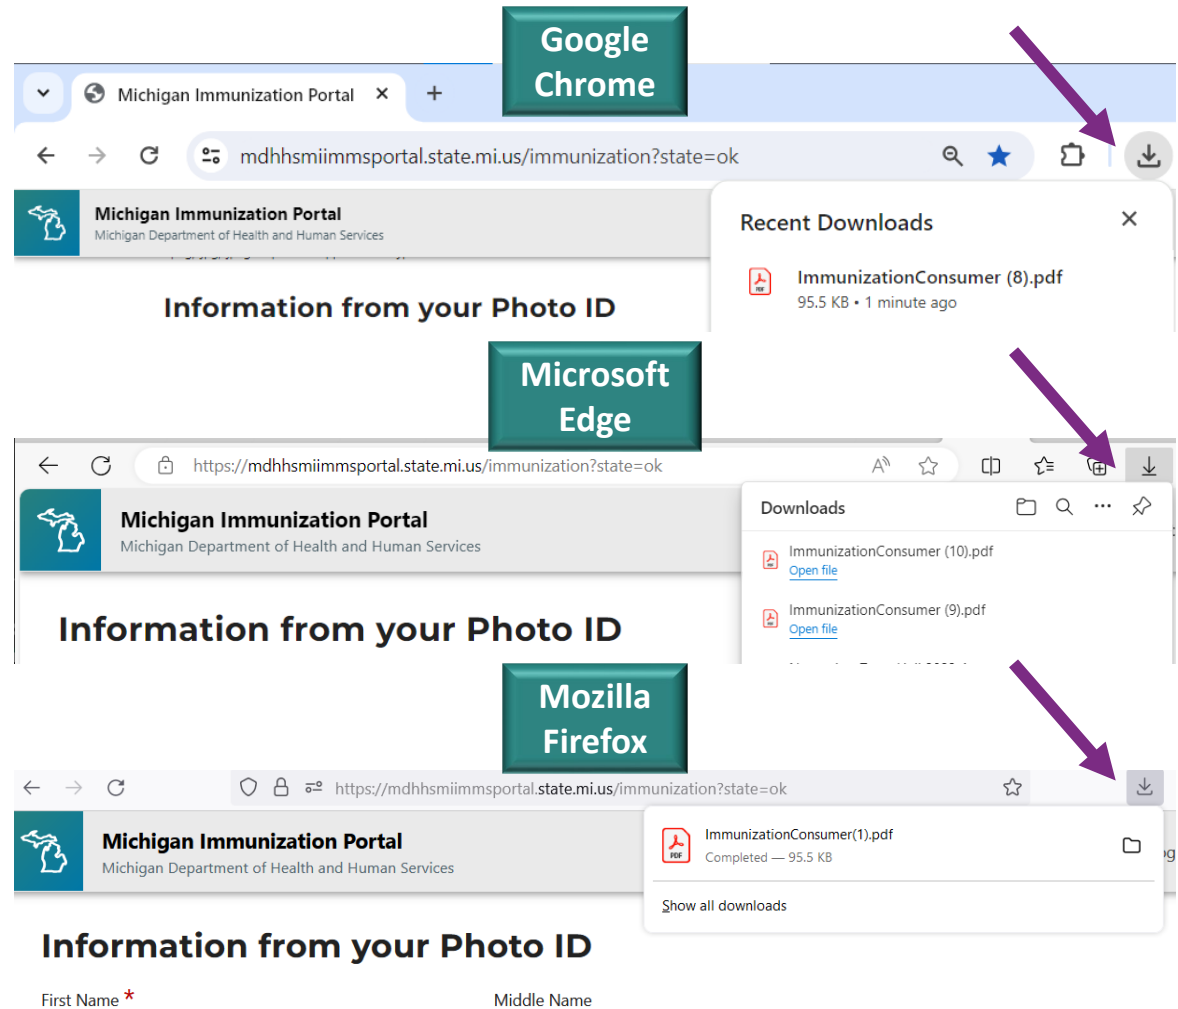 Google
Chrome
Michigan Immunization Portal
mdhhsmiimmsportal.state.mi.us/immunization?state=ok
Michigan Immunization Portal
Michigan Department of Health and Human Services
Recent Downloads
PDF
ImmunizationConsumer (8).pdf
95.5 KB • 1 minute ago
Information from your Photo ID
Microsoft
Edge
https://mdhhsmiimmsportal.state.mi.us/immunization?state=ok
Michigan Immunization Portal
Michigan Department of Health and Human Services
Downloads
PDF
ImmunizationConsumer (10).pdf
Open file
PDF
ImmunizationConsumer (9).pdf
Open file
Information from your Photo ID
Mozilla
Firefox
https://mdhhsmiimmsportal.state.mi.us/immunization?state=ok
Michigan Immunization Portal
Michigan Department of Health and Human Services
PDF
ImmunizationConsumer(1).pdf
Completed — 95.5 KB
Show all downloads
Information from your Photo ID
First Name *
Middle Name